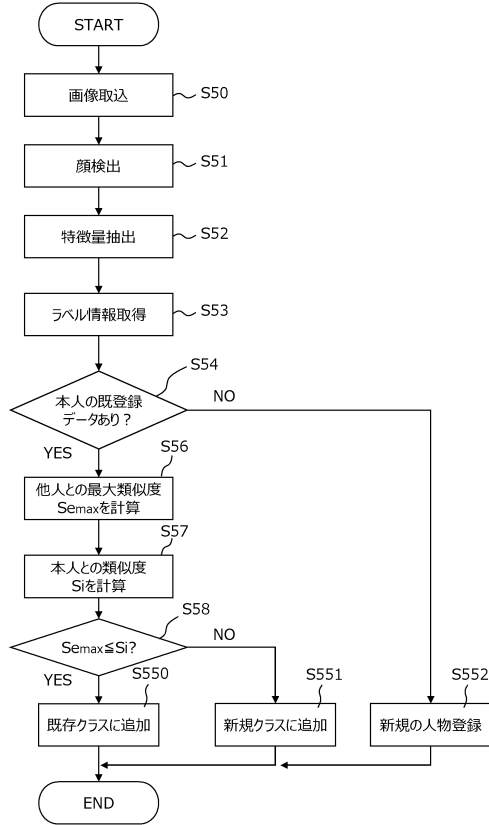 START
画像取込
S50
顔検出
S51
特徴量抽出
S52
ラベル情報取得
S53
S54
本人の既登録
データあり？
NO
YES
S56
他人との最大類似度
Semaxを計算
S57
本人との類似度
Siを計算
S58
Semax≦Si?
NO
YES
S550
既存クラスに追加
S551
新規クラスに追加
S552
新規の人物登録
END